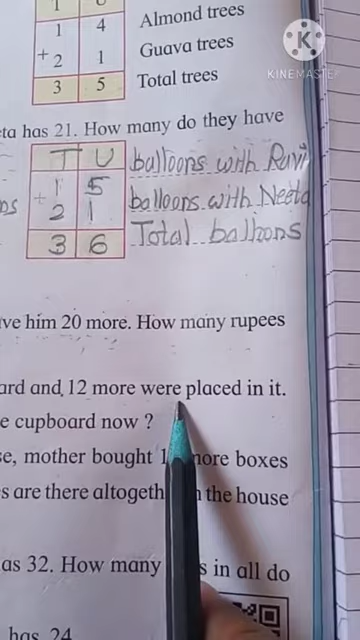 1 4 Almond trees
+ 2 1 Guava trees
3 5 Total trees
KINEMASTER
ta has 21. How many do they have
T U
1 5 balloons with Ravi
+ 2 1 balloons with Neeta
3 6 Total balloons
ve him 20 more. How many rupees
ard and 12 more were placed in it.
e cupboard now ?
se, mother bought 1 more boxes
s are there altogeth the house
as 32. How many s in all do
has 24